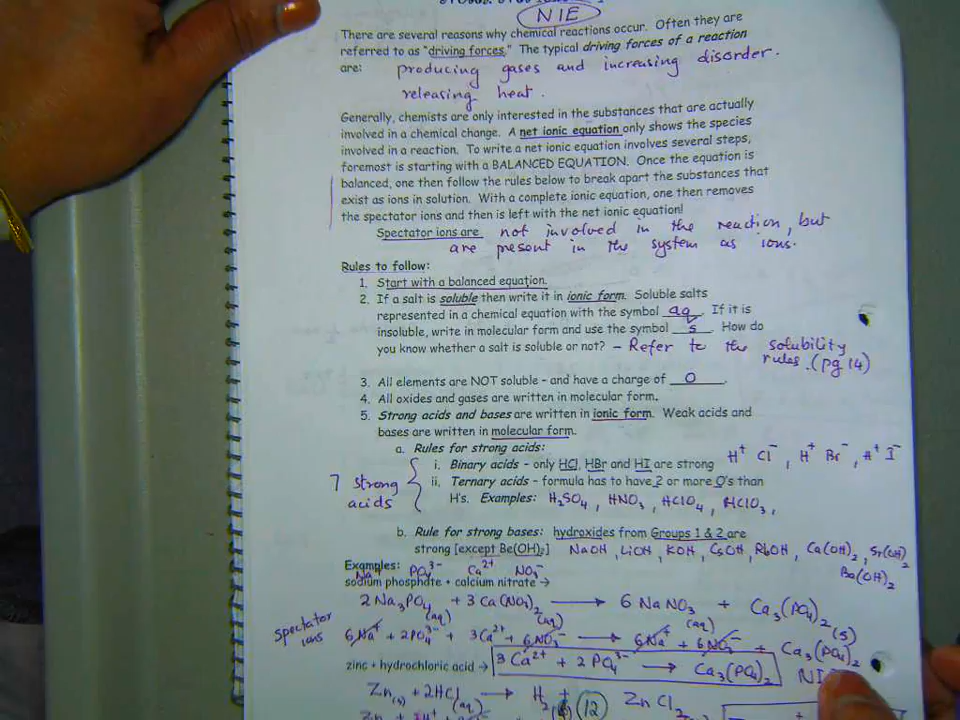 NIE
There are several reasons why chemical reactions occur. Often they are
referred to as "driving forces." The typical driving forces of a reaction
are: producing gases and increasing disorder.
releasing heat.
Generally, chemists are only interested in the substances that are actually
involved in a chemical change. A net ionic equation only shows the species
involved in a reaction. To write a net ionic equation involves several steps,
foremost is starting with a BALANCED EQUATION. Once the equation is
balanced, one then follow the rules below to break apart the substances that
exist as ions in solution. With a complete ionic equation, one then removes
the spectator ions and then is left with the net ionic equation!
Spectator ions are not involved in the reaction, but
are present in the system as ions.
Rules to follow:
1. Start with a balanced equation.
2. If a salt is soluble then write it in ionic form. Soluble salts
represented in a chemical equation with the symbol aq. If it is
insoluble, write in molecular form and use the symbol s. How do
you know whether a salt is soluble or not? - Refer to the solubility
rules. (pg 14)
3. All elements are NOT soluble - and have a charge of 0.
4. All oxides and gases are written in molecular form.
5. Strong acids and bases are written in ionic form. Weak acids and
bases are written in molecular form.
a. Rules for strong acids:
i. Binary acids - only HCl, HBr and HI are strong H⁺ Cl⁻, H⁺ Br⁻, H⁺ I⁻
7 strong acids
ii. Ternary acids - formula has to have 2 or more O's than
H's. Examples: H₂SO₄, HNO₃, HClO₄, HClO₃,
b. Rule for strong bases: hydroxides from Groups 1 & 2 are
strong [except Be(OH)₂] NaOH, LiOH, KOH, CsOH, RbOH, Ca(OH)₂, Sr(OH)₂
Ba(OH)₂
Examples: PO₄³⁻ Ca²⁺ NO₃⁻
sodium phosphate + calcium nitrate →
2Na₃PO₄(aq) + 3Ca(NO₃)₂(aq) → 6NaNO₃(aq) + Ca₃(PO₄)₂(s)
spectator ions 6Na⁺ + 2PO₄³⁻ + 3Ca²⁺ + 6NO₃⁻ → 6Na⁺ + 6NO₃⁻ + Ca₃(PO₄)₂
zinc + hydrochloric acid → 3Ca²⁺ + 2PO₄³⁻ → Ca₃(PO₄)₂
Zn(s) + 2HCl(aq) → H₂ + ZnCl₂
12